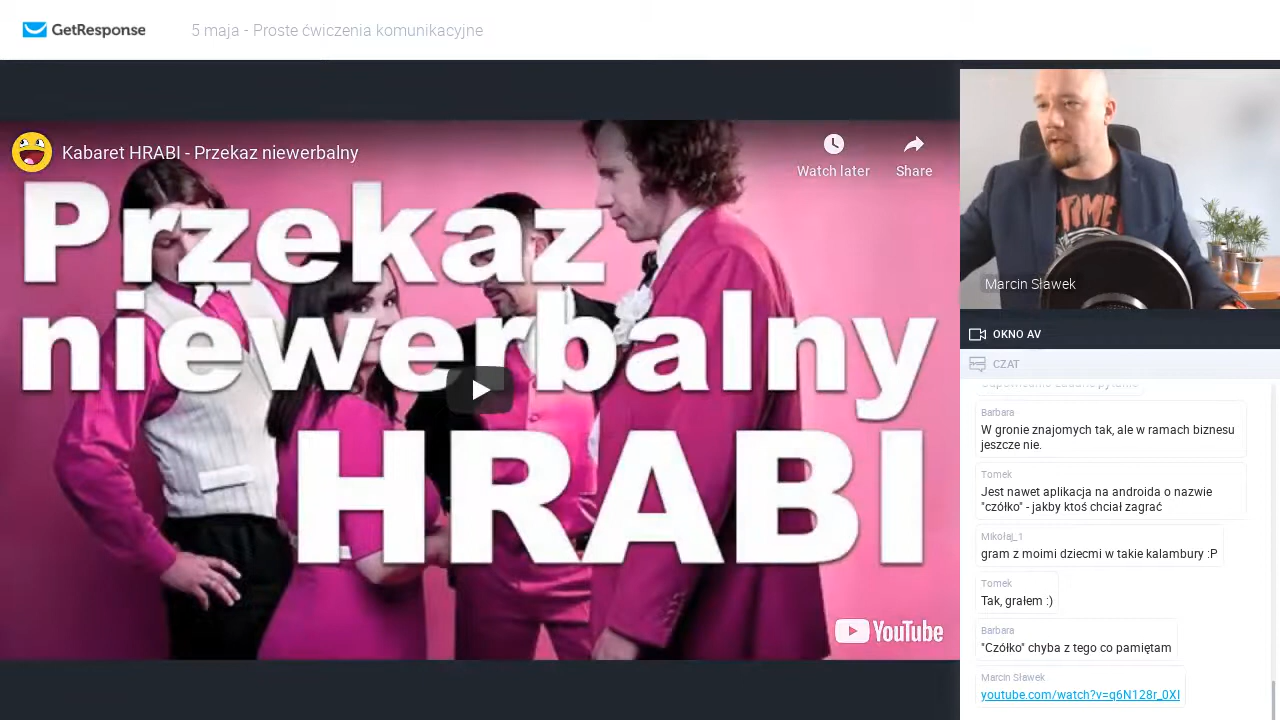 GetResponse
5 maja - Proste ćwiczenia komunikacyjne
Kabaret HRABI - Przekaz niewerbalny
Watch later
Share
Przekaz
niewerbalny
HRABI
YouTube
TIME
Marcin Sławek
OKNO AV
CZAT
Barbara
W gronie znajomych tak, ale w ramach biznesu
jeszcze nie.
Tomek
Jest nawet aplikacja na androida o nazwie
"czółko" - jakby ktoś chciał zagrać
Mikołaj_1
gram z moimi dziećmi w takie kalambury :P
Tomek
Tak, grałem :)
Barbara
"Czółko" chyba z tego co pamiętam
Marcin Sławek
youtube.com/watch?v=q6N128r_0XI